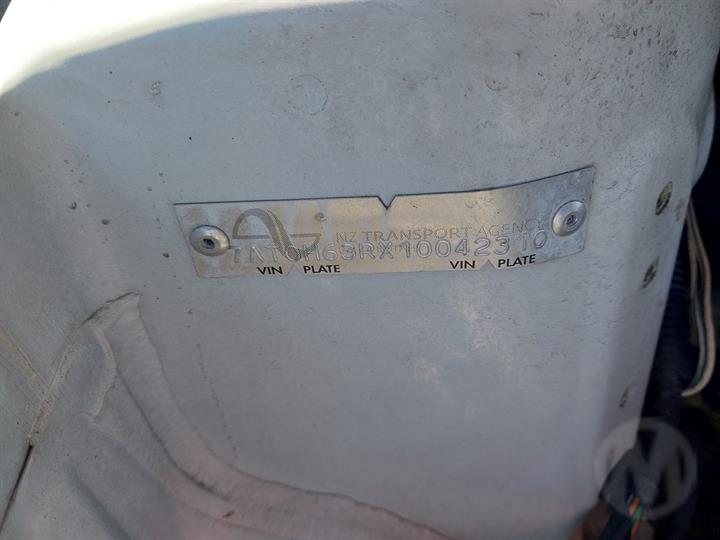 NZ TRANSPORT AGENCY
7AT0H63RX10042310
VIN PLATE VIN PLATE
M